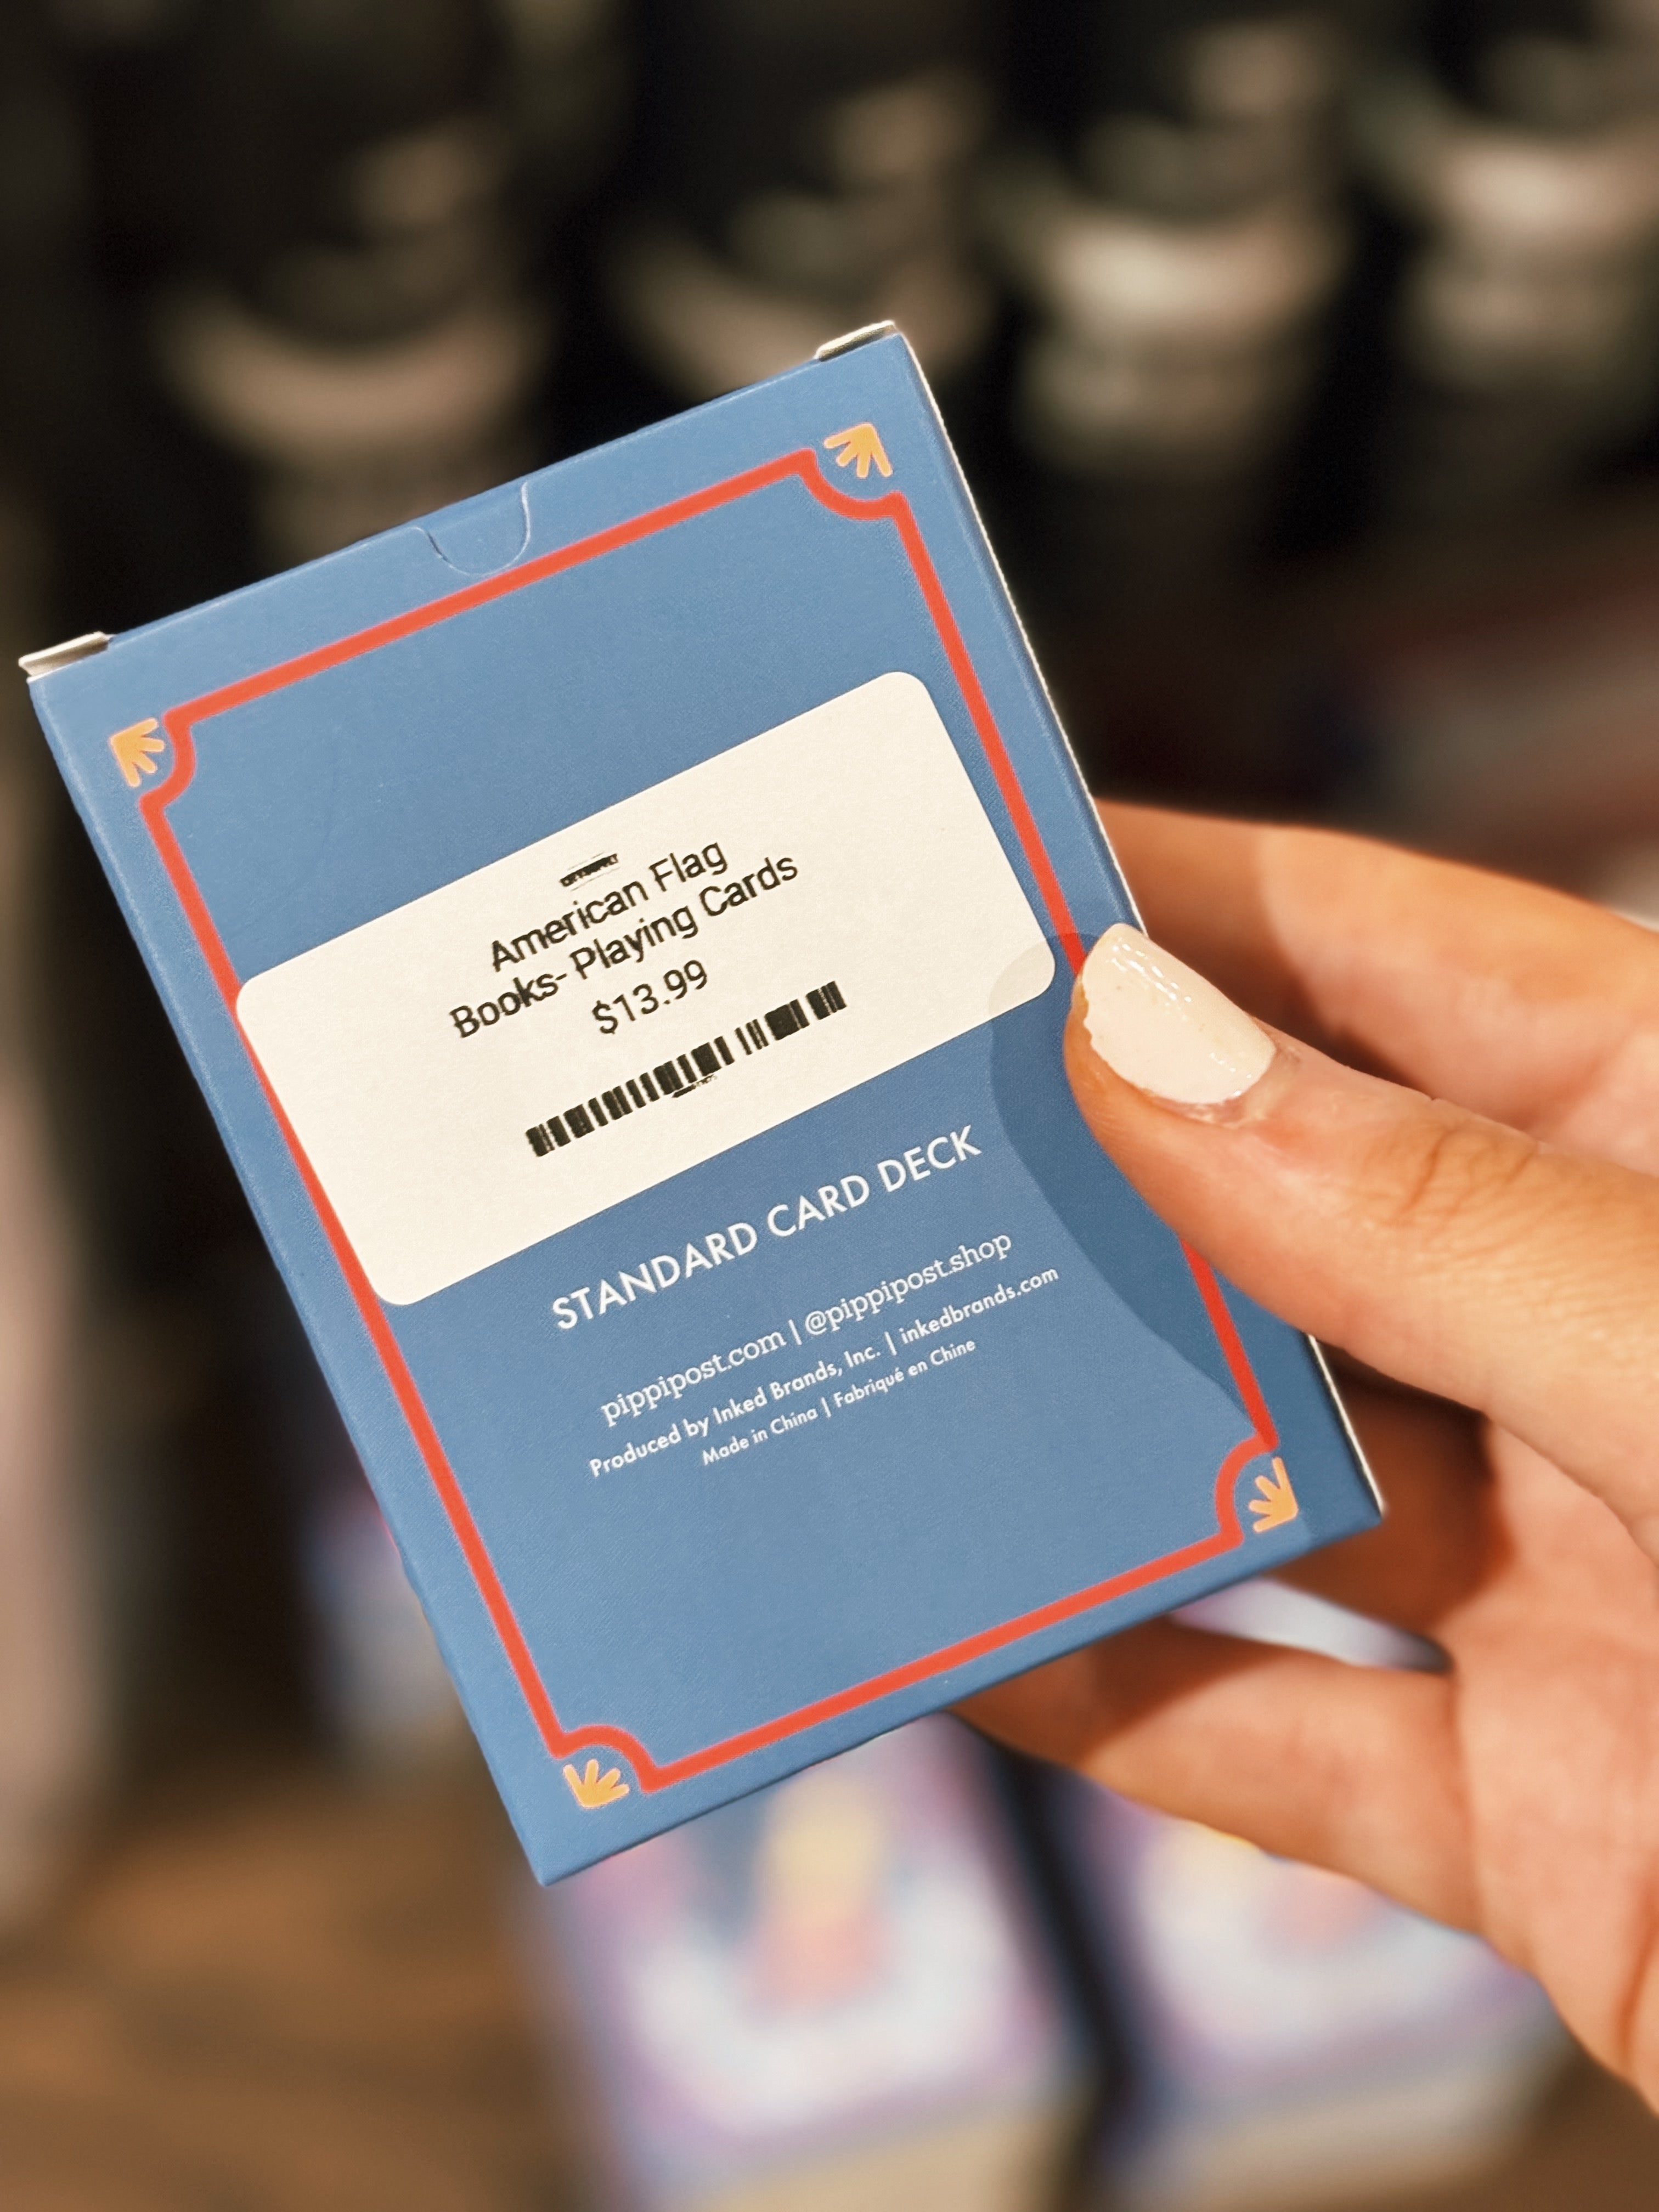 American Flag
Books- Playing Cards
$13.99
STANDARD CARD DECK
pippipost.com | @pippipost.shop
Produced by Inked Brands, Inc. | inkedbrands.com
Made in China | Fabriqué en Chine